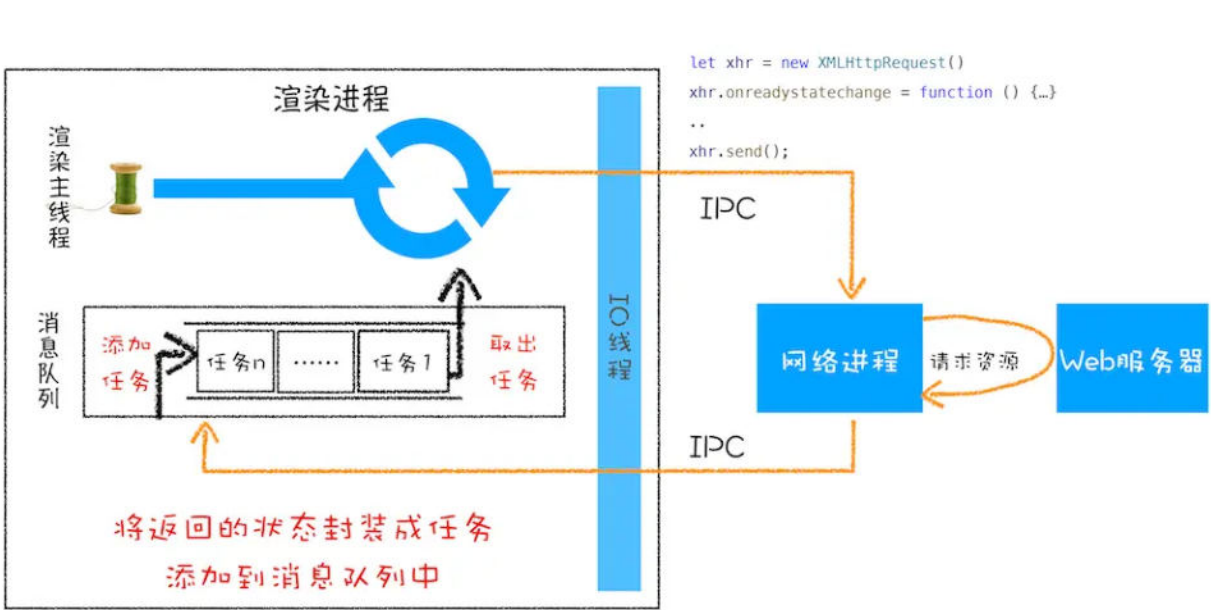 let xhr = new XMLHttpRequest()
xhr.onreadystatechange = function () {…}
..
xhr.send();
渲染进程
渲染主线程
IPC
IO线程
消息队列
添加
任务
任务n
……
任务1
取出
任务
网络进程
请求资源
Web服务器
IPC
将返回的状态封装成任务
添加到消息队列中